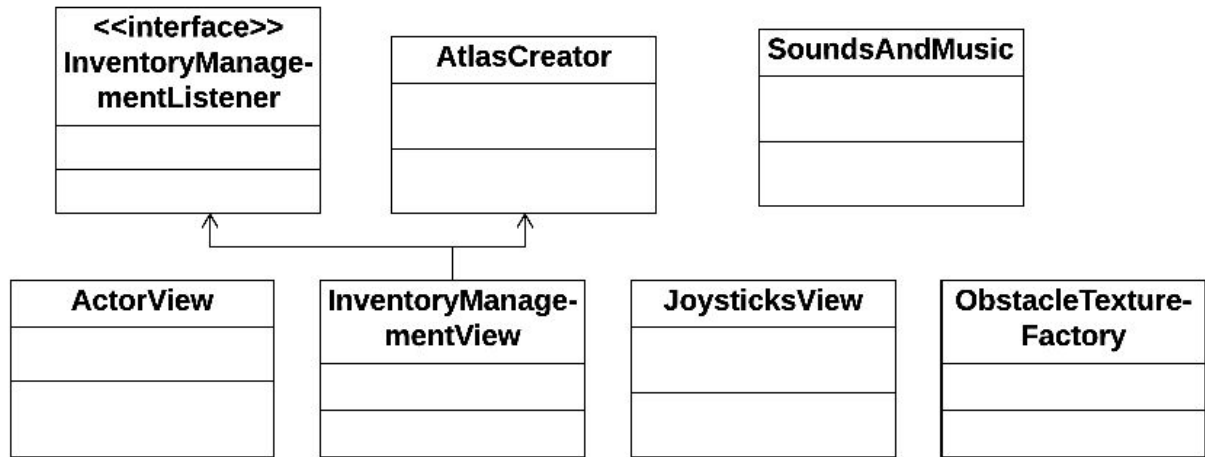 <<interface>>
InventoryManage-
mentListener
AtlasCreator
SoundsAndMusic
ActorView
InventoryManage-
mentView
JoysticksView
ObstacleTexture-
Factory